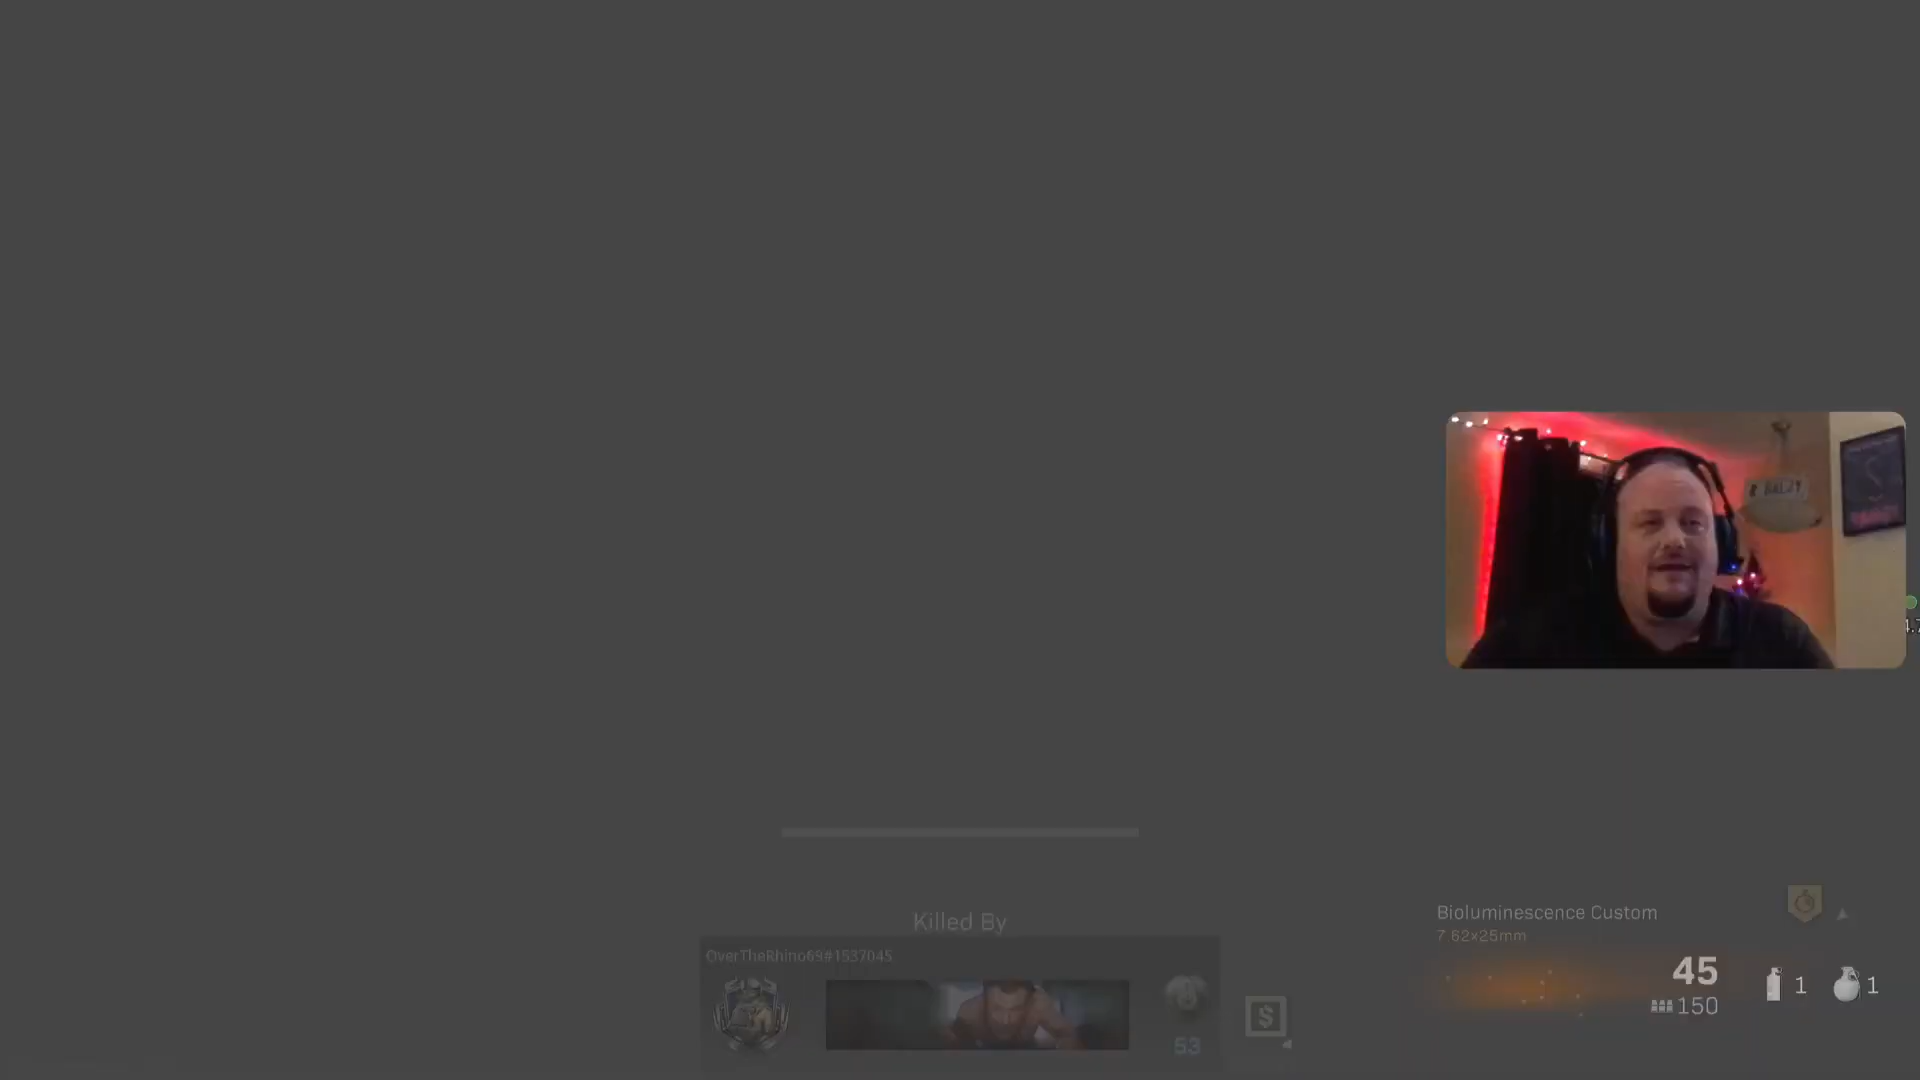 Killed By
OverTheRhino69#1537045
53
$
Bioluminescence Custom
7.62x25mm
45
150
1
1